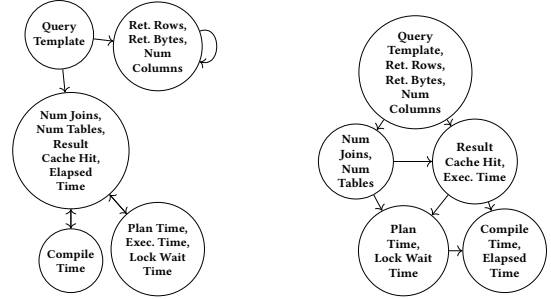 Query
Template
Ret. Rows,
Ret. Bytes,
Num
Columns
Num Joins,
Num Tables,
Result
Cache Hit,
Elapsed
Time
Compile
Time
Plan Time,
Exec. Time,
Lock Wait
Time
Query
Template,
Ret. Rows,
Ret. Bytes,
Num
Columns
Num
Joins,
Num
Tables
Result
Cache Hit,
Exec. Time
Plan
Time,
Lock Wait
Time
Compile
Time,
Elapsed
Time